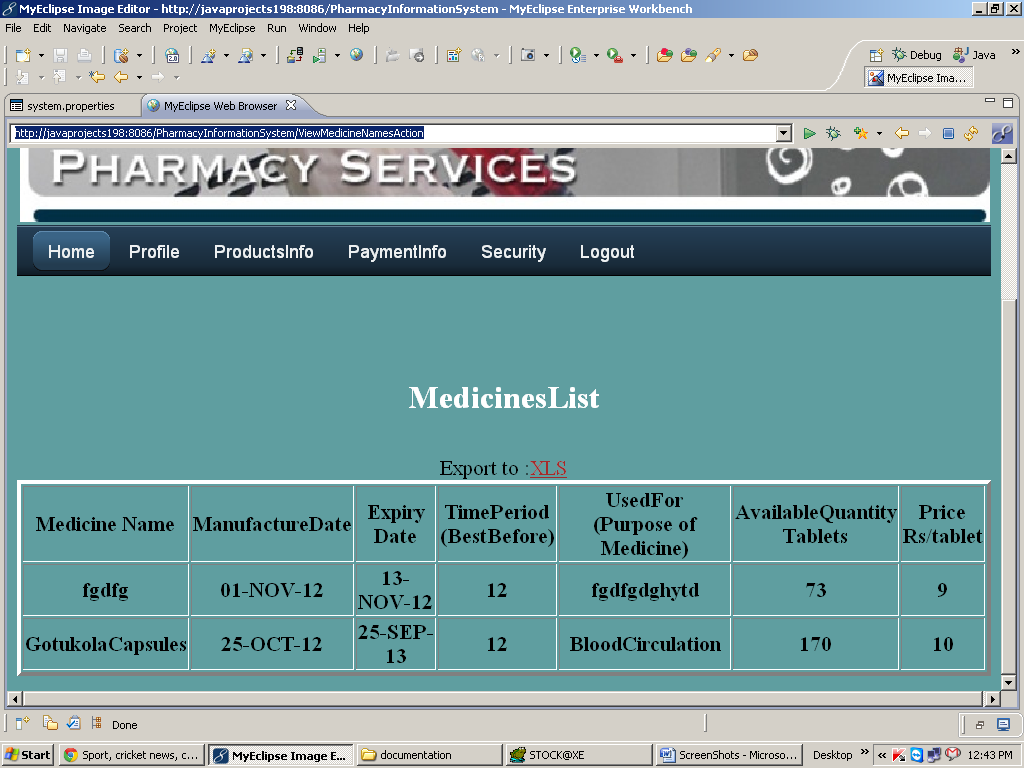 MyEclipse Image Editor - http://javaprojects198:8086/PharmacyInformationSystem - MyEclipse Enterprise Workbench
File Edit Navigate Search Project MyEclipse Run Window Help
Debug Java
MyEclipse Ima...
system.properties MyEclipse Web Browser
http://javaprojects198:8086/PharmacyInformationSystem/ViewMedicineNamesAction
PHARMACY SERVICES
Home Profile ProductsInfo PaymentInfo Security Logout
MedicinesList
Export to :XLS
Medicine Name ManufactureDate Expiry Date TimePeriod (BestBefore) UsedFor (Purpose of Medicine) AvailableQuantity Tablets Price Rs/tablet
fgdfg 01-NOV-12 13-NOV-12 12 fgdfgdghytd 73 9
GotukolaCapsules 25-OCT-12 25-SEP-13 12 BloodCirculation 170 10
Done
Start Sport, cricket news, c... MyEclipse Image E... documentation STOCK@XE ScreenShots - Microso... Desktop 12:43 PM